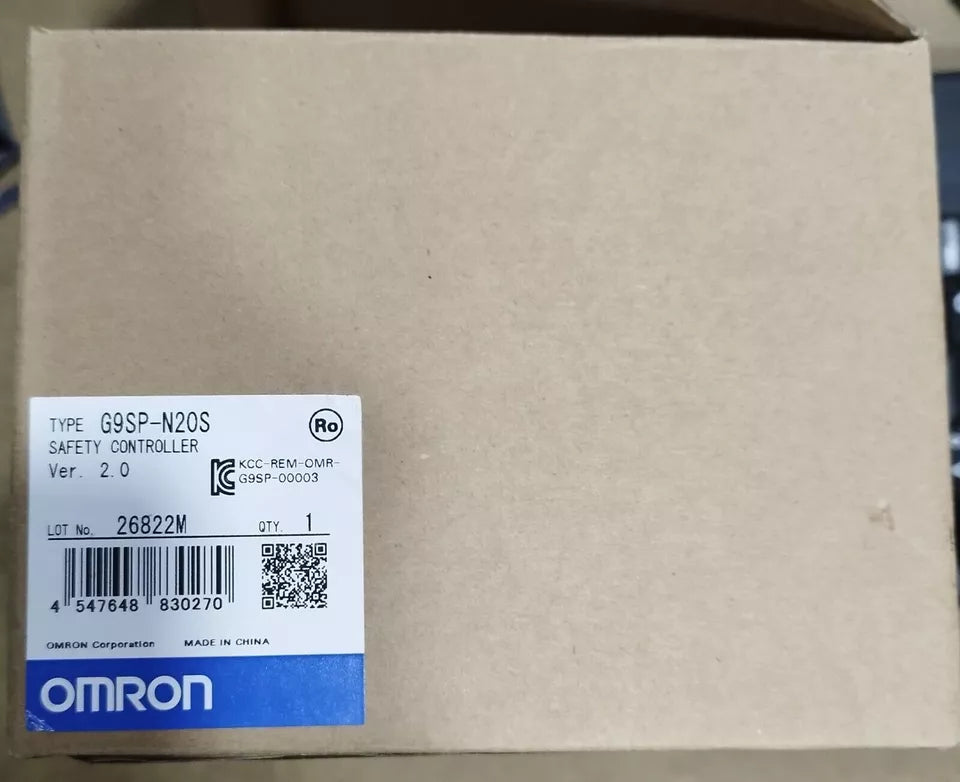 TYPE G9SP-N20S
Ro
SAFETY CONTROLLER
Ver. 2.0
KCC-REM-OMR-
G9SP-00003
LOT No. 26822M QTY. 1
4 547648 830270
OMRON Corporation MADE IN CHINA
OMRON